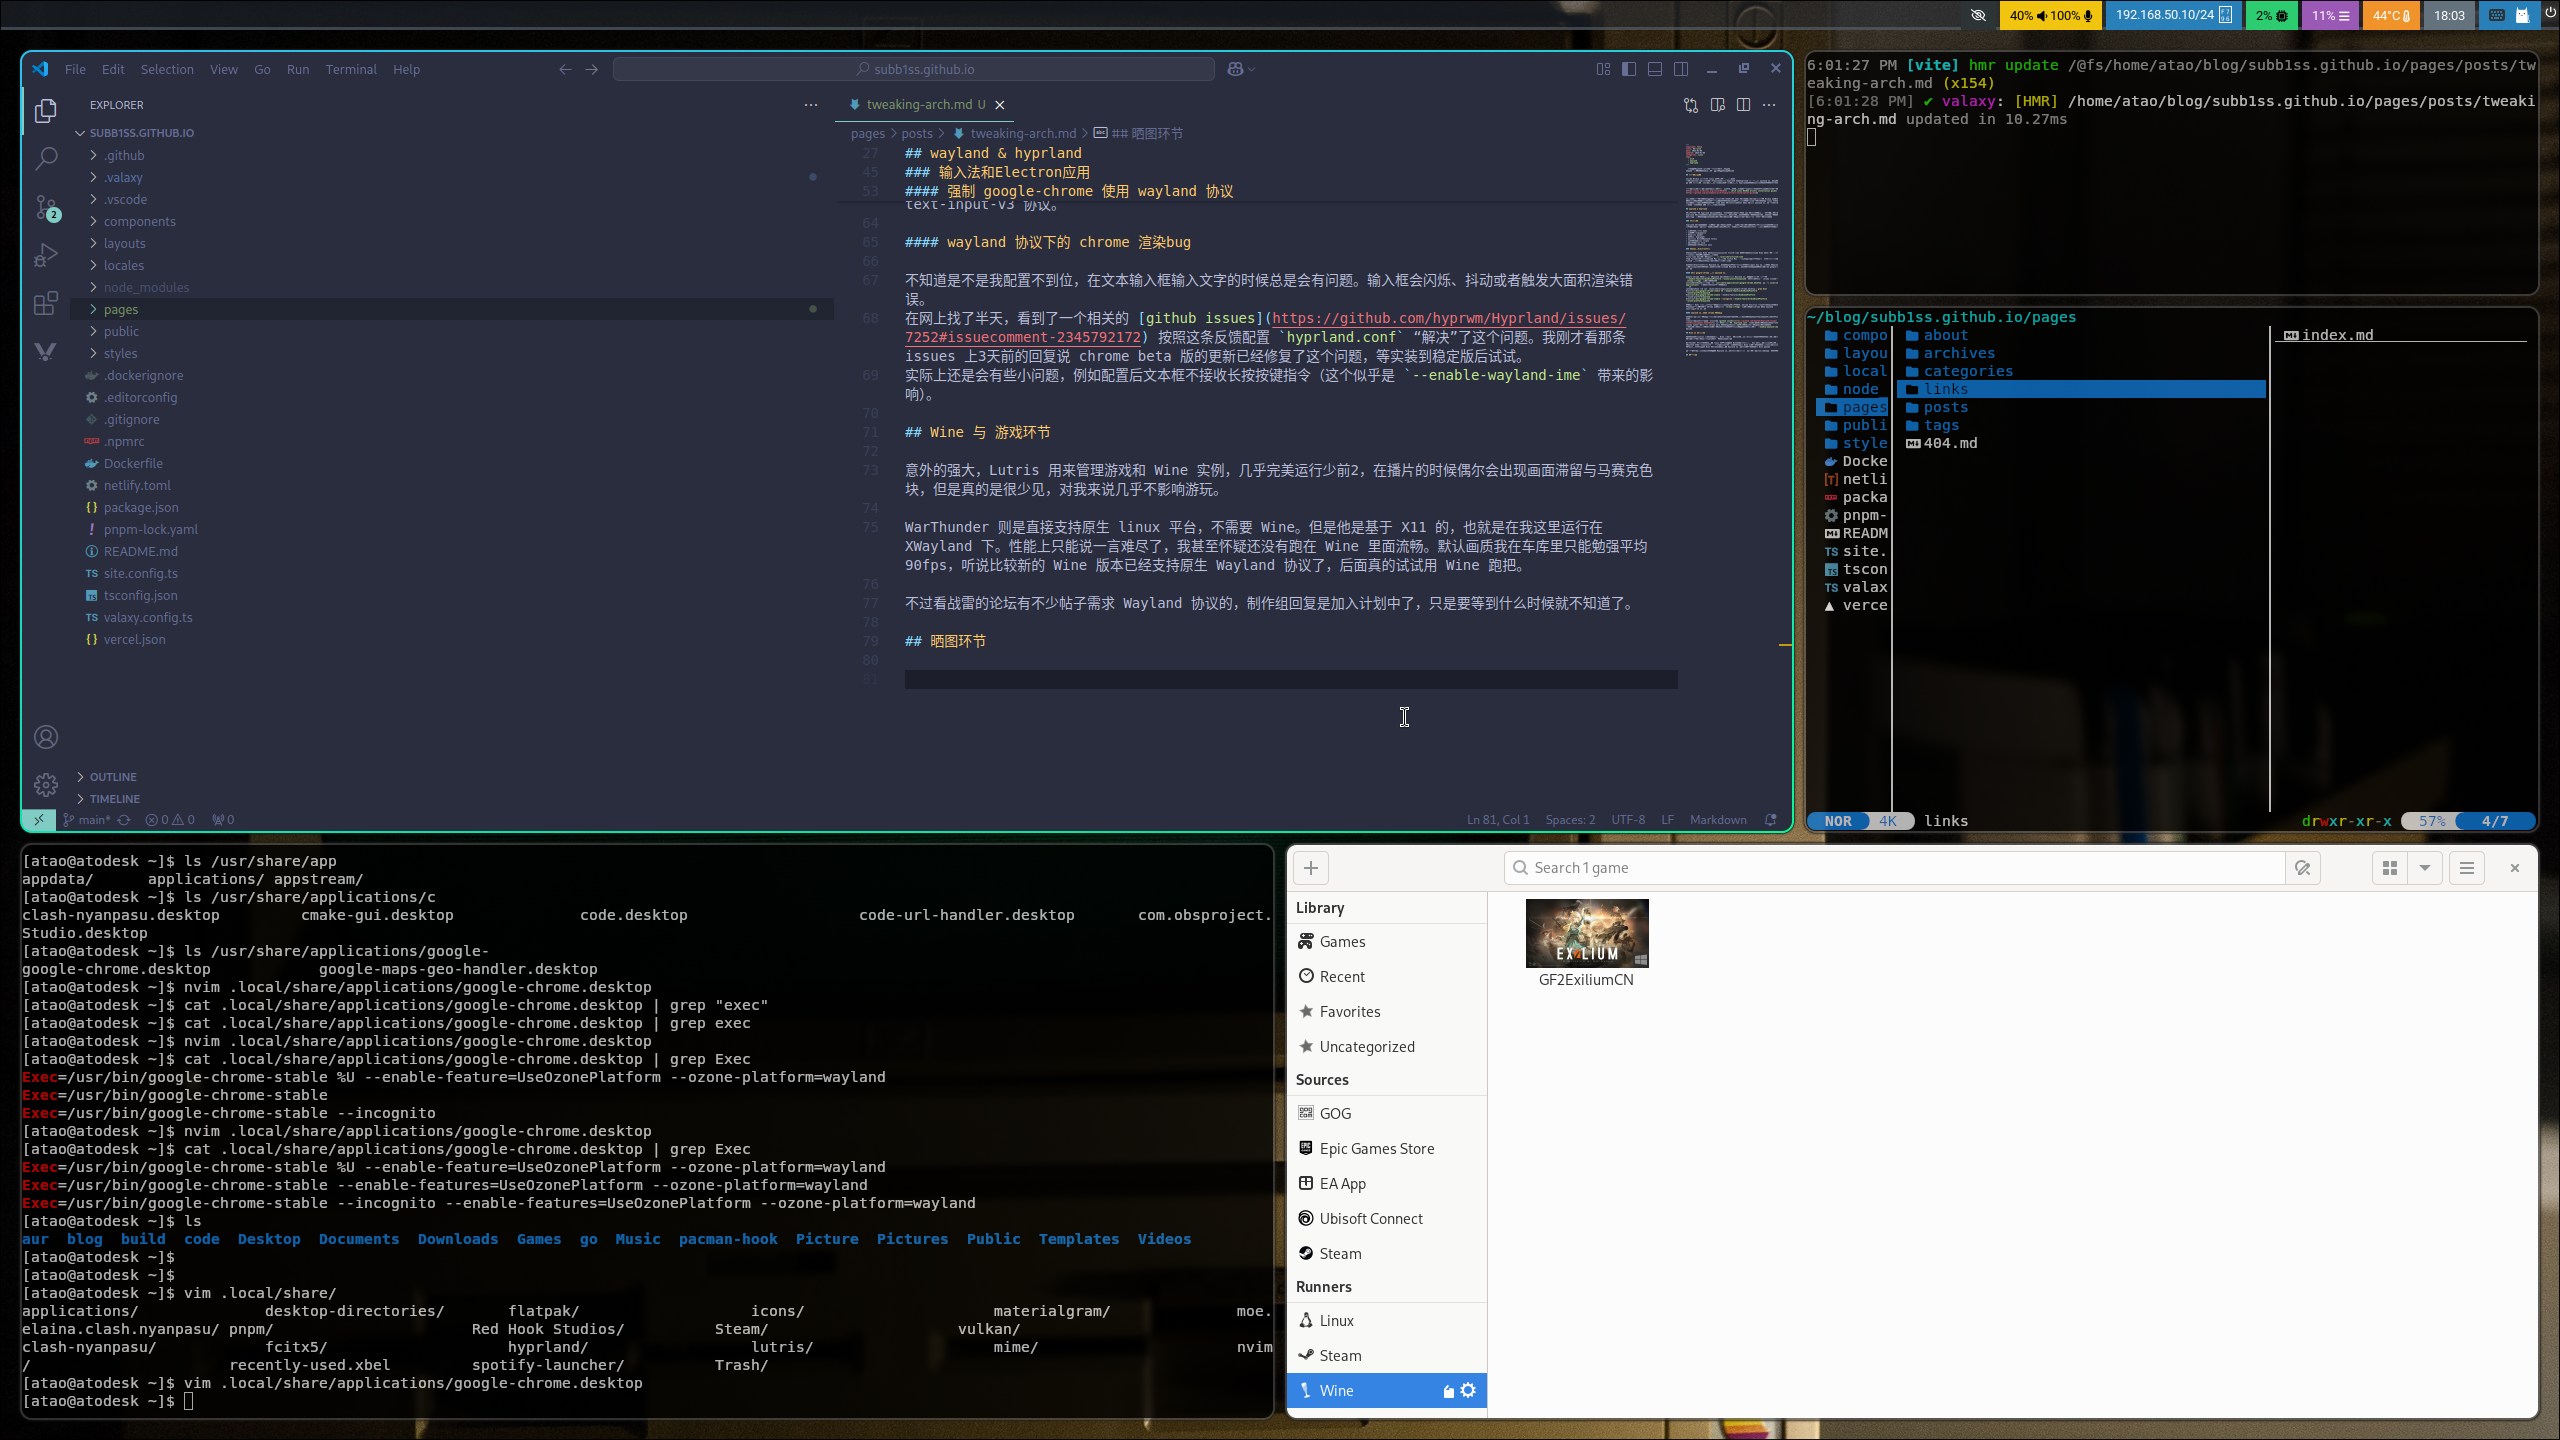 40% 100%
192.168.50.10/24
2%
11%
44°C
18:03
File Edit Selection View Go Run Terminal Help
subb1ss.github.io
EXPLORER
SUBB1SS.GITHUB.IO
.github
.valaxy
.vscode
components
layouts
locales
node_modules
pages
public
styles
.dockerignore
.editorconfig
.gitignore
.npmrc
Dockerfile
netlify.toml
package.json
pnpm-lock.yaml
README.md
site.config.ts
tsconfig.json
valaxy.config.ts
vercel.json
OUTLINE
TIMELINE
2
tweaking-arch.md U
pages > posts > tweaking-arch.md > ## 晒图环节
27 ## wayland & hyprland
45 ### 输入法和Electron应用
53 #### 强制 google-chrome 使用 wayland 协议
text-input-v3 协议。
64
65 #### wayland 协议下的 chrome 渲染bug
66
67 不知道是不是我配置不到位，在文本输入框输入文字的时候总是会有问题。输入框会闪烁、抖动或者触发大面积渲染错
误。
68 在网上找了半天，看到了一个相关的 [github issues](https://github.com/hyprwm/Hyprland/issues/
7252#issuecomment-2345792172) 按照这条反馈配置 `hyprland.conf` “解决”了这个问题。我刚才看那条
issues 上3天前的回复说 chrome beta 版的更新已经修复了这个问题，等实装到稳定版后试试。
69 实际上还是会有些小问题，例如配置后文本框不接收长按按键指令（这个似乎是 `--enable-wayland-ime` 带来的影
响）。
70
71 ## Wine 与 游戏环节
72
73 意外的强大，Lutris 用来管理游戏和 Wine 实例，几乎完美运行少前2，在播片的时候偶尔会出现画面滞留与马赛克色
块，但是真的是很少见，对我来说几乎不影响游玩。
74
75 WarThunder 则是直接支持原生 linux 平台，不需要 Wine。但是他是基于 X11 的，也就是在我这里运行在
XWayland 下。性能上只能说一言难尽了，我甚至怀疑还没有跑在 Wine 里面流畅。默认画质我在车库里只能勉强平均
90fps，听说比较新的 Wine 版本已经支持原生 Wayland 协议了，后面真的试试用 Wine 跑把。
76
77 不过看战雷的论坛有不少帖子需求 Wayland 协议的，制作组回复是加入计划中了，只是要等到什么时候就不知道了。
78
79 ## 晒图环节
80
81
main* 0 0 0
Ln 81, Col 1 Spaces: 2 UTF-8 LF Markdown
6:01:27 PM [vite] hmr update /@fs/home/atao/blog/subb1ss.github.io/pages/posts/tw
eaking-arch.md (x154)
[6:01:28 PM] ✔ valaxy: [HMR] /home/atao/blog/subb1ss.github.io/pages/posts/tweaki
ng-arch.md updated in 10.27ms
~/blog/subb1ss.github.io/pages
compo
layou
local
node
pages
publi
style
Docke
netli
packa
pnpm-
READM
site.
tscon
valax
verce
about
archives
categories
links
posts
tags
404.md
index.md
NOR 4K links
drwxr-xr-x 57% 4/7
[atao@atodesk ~]$ ls /usr/share/app
appdata/ applications/ appstream/
[atao@atodesk ~]$ ls /usr/share/applications/c
clash-nyanpasu.desktop cmake-gui.desktop code.desktop code-url-handler.desktop com.obsproject.
Studio.desktop
[atao@atodesk ~]$ ls /usr/share/applications/google-
google-chrome.desktop google-maps-geo-handler.desktop
[atao@atodesk ~]$ nvim .local/share/applications/google-chrome.desktop
[atao@atodesk ~]$ cat .local/share/applications/google-chrome.desktop | grep "exec"
[atao@atodesk ~]$ cat .local/share/applications/google-chrome.desktop | grep exec
[atao@atodesk ~]$ nvim .local/share/applications/google-chrome.desktop
[atao@atodesk ~]$ cat .local/share/applications/google-chrome.desktop | grep Exec
Exec=/usr/bin/google-chrome-stable %U --enable-feature=UseOzonePlatform --ozone-platform=wayland
Exec=/usr/bin/google-chrome-stable
Exec=/usr/bin/google-chrome-stable --incognito
[atao@atodesk ~]$ nvim .local/share/applications/google-chrome.desktop
[atao@atodesk ~]$ cat .local/share/applications/google-chrome.desktop | grep Exec
Exec=/usr/bin/google-chrome-stable %U --enable-feature=UseOzonePlatform --ozone-platform=wayland
Exec=/usr/bin/google-chrome-stable --enable-features=UseOzonePlatform --ozone-platform=wayland
Exec=/usr/bin/google-chrome-stable --incognito --enable-features=UseOzonePlatform --ozone-platform=wayland
[atao@atodesk ~]$ ls
aur blog build code Desktop Documents Downloads Games go Music pacman-hook Picture Pictures Public Templates Videos
[atao@atodesk ~]$
[atao@atodesk ~]$
[atao@atodesk ~]$ vim .local/share/
applications/ desktop-directories/ flatpak/ icons/ materialgram/ moe.
elaina.clash.nyanpasu/ pnpm/ Red Hook Studios/ Steam/ vulkan/
clash-nyanpasu/ fcitx5/ hyprland/ lutris/ mime/ nvim
/ recently-used.xbel spotify-launcher/ Trash/
[atao@atodesk ~]$ vim .local/share/applications/google-chrome.desktop
[atao@atodesk ~]$
Search 1 game
Library
Games
Recent
Favorites
Uncategorized
Sources
GOG
Epic Games Store
EA App
Ubisoft Connect
Steam
Runners
Linux
Steam
Wine
EXILIUM
GF2ExiliumCN